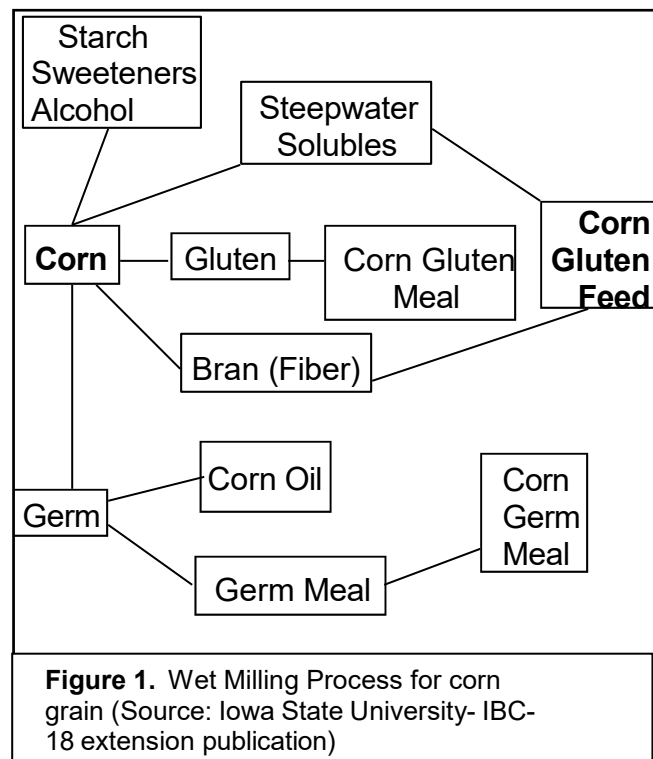 Starch
Sweeteners
Alcohol
Steepwater
Solubles
Corn
Gluten
Feed
Corn
Gluten
Corn Gluten
Meal
Bran (Fiber)
Corn Oil
Corn
Germ
Meal
Germ
Germ Meal
Figure 1. Wet Milling Process for corn
grain (Source: Iowa State University- IBC-
18 extension publication)